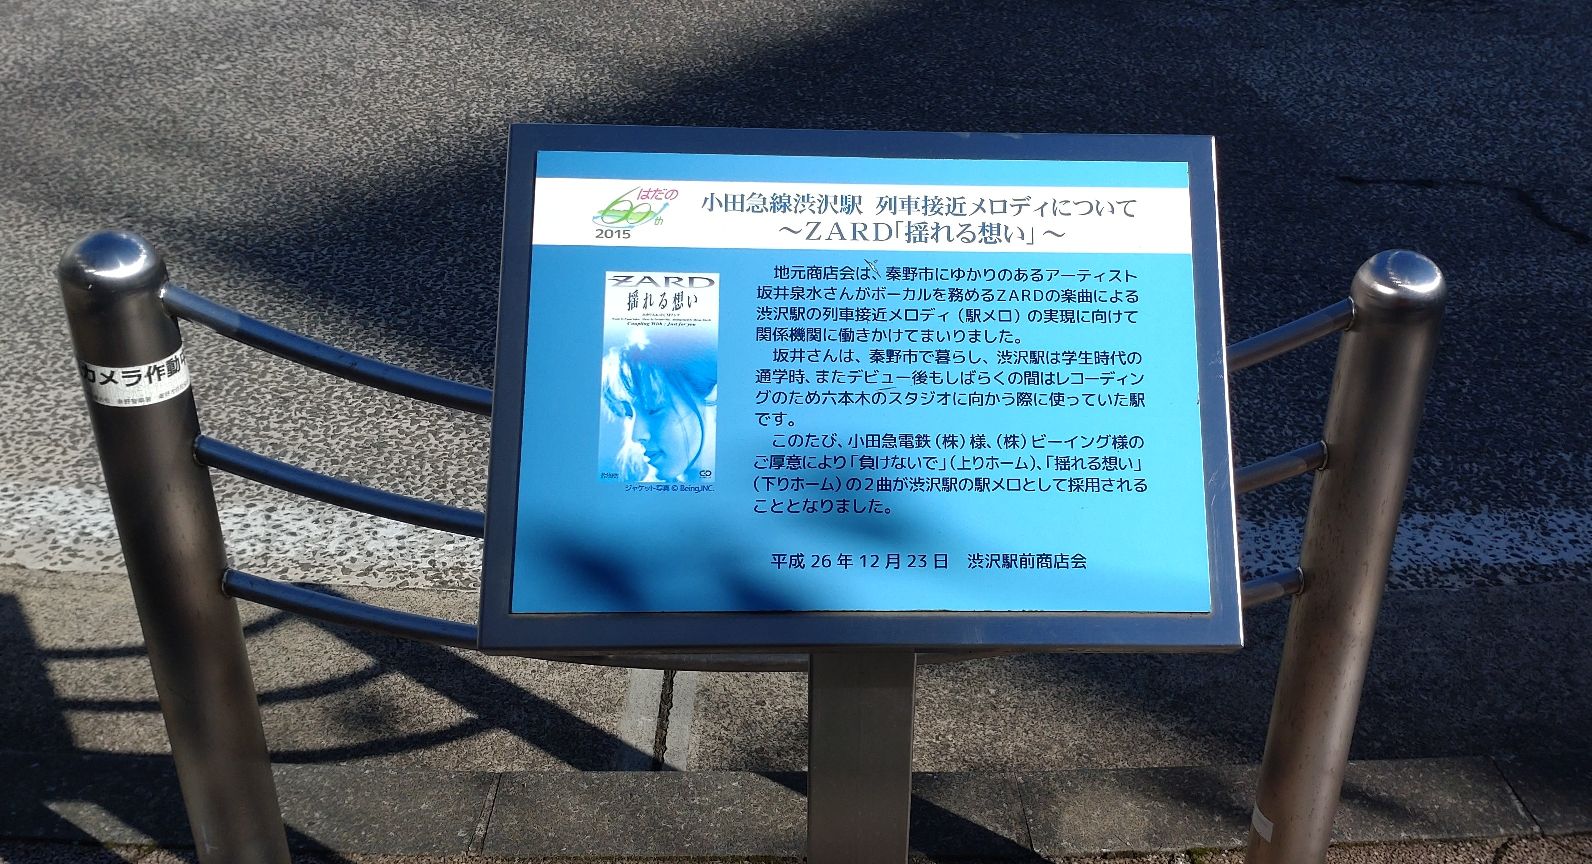 はだの
60th
2015
小田急線渋沢駅 列車接近メロディについて
～ZARD「揺れる想い」～
ZARD
揺れる想い
Coupling With : Just for you
ジャケット写真 © Being,INC.
地元商店会は、秦野市にゆかりのあるアーティスト
坂井泉水さんがボーカルを務めるZARDの楽曲による
渋沢駅の列車接近メロディ（駅メロ）の実現に向けて
関係機関に働きかけてまいりました。
坂井さんは、秦野市で暮らし、渋沢駅は学生時代の
通学時、またデビュー後もしばらくの間はレコーディン
グのため六本木のスタジオに向かう際に使っていた駅
です。
このたび、小田急電鉄（株）様、（株）ビーイング様の
ご厚意により「負けないで」（上りホーム）、「揺れる想い」
（下りホーム）の２曲が渋沢駅の駅メロとして採用される
こととなりました。
平成 26 年 12 月 23 日 渋沢駅前商店会
カメラ作動
秦野警察署